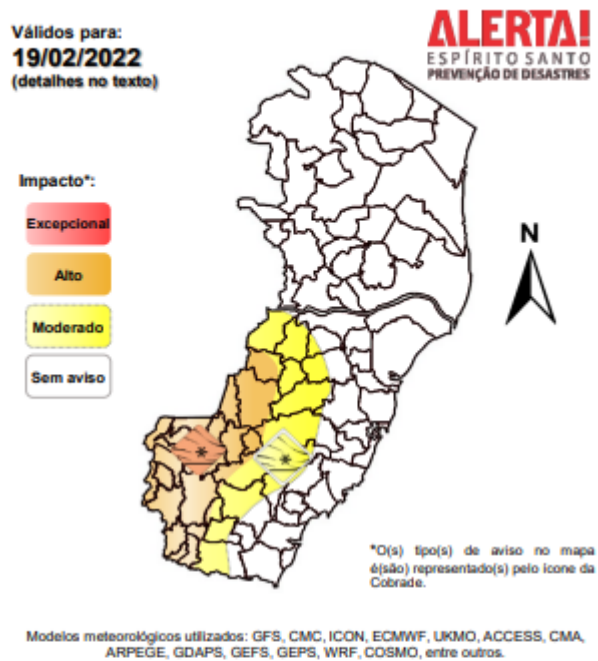 Válidos para:
19/02/2022
(detalhes no texto)
ALERTA!
ESPÍRITO SANTO
PREVENÇÃO DE DESASTRES
Impacto*:
Excepcional
Alto
Moderado
Sem aviso
N
*
*
*O(s) tipo(s) de aviso no mapa
é(são) representado(s) pelo ícone da
Cobrade.
Modelos meteorológicos utilizados: GFS, CMC, ICON, ECMWF, UKMO, ACCESS, CMA,
ARPEGE, GDAPS, GEFS, GEPS, WRF, COSMO, entre outros.